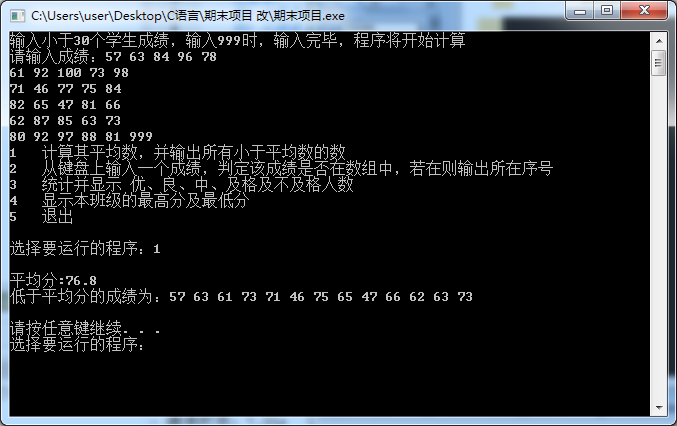 C:\Users\user\Desktop\C语言\期末项目 改\期末项目.exe
输入小于30个学生成绩，输入999时，输入完毕，程序将开始计算
请输入成绩：57 63 84 96 78
61 92 100 73 98
71 46 77 75 84
82 65 47 81 66
62 87 85 63 73
80 92 97 88 81 999
1 计算其平均数，并输出所有小于平均数的数
2 从键盘上输入一个成绩，判定该成绩是否在数组中，若在则输出所在序号
3 统计并显示 优、良、中、及格及不及格人数
4 显示本班级的最高分及最低分
5 退出
选择要运行的程序：1
平均分:76.8
低于平均分的成绩为：57 63 61 73 71 46 75 65 47 66 62 63 73
请按任意键继续. . .
选择要运行的程序：